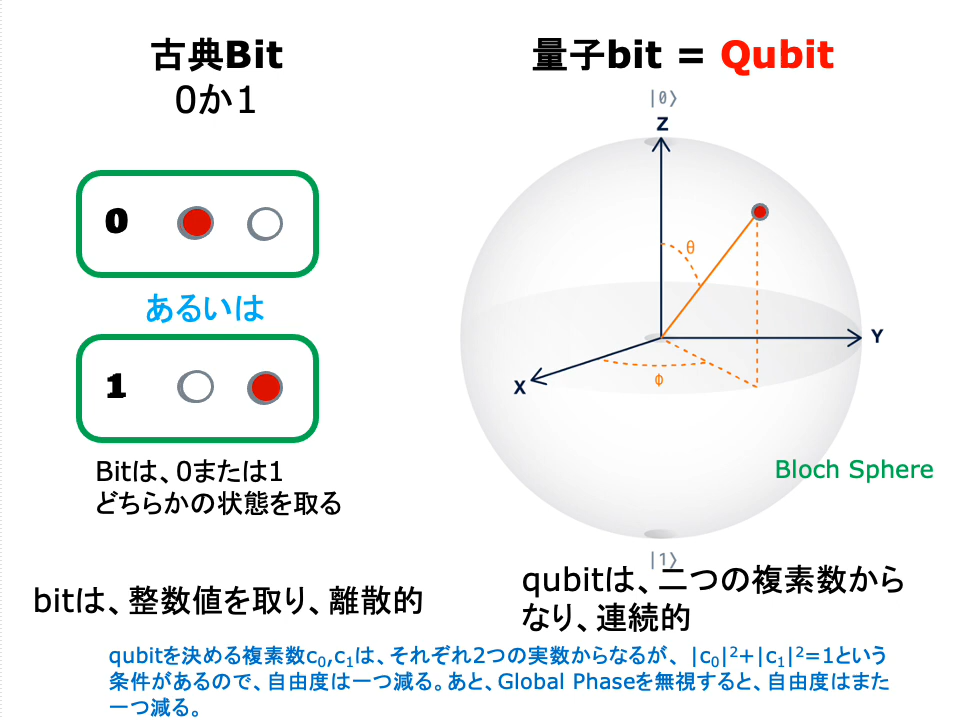 古典Bit
0か1
0
あるいは
1
Bitは、0または1
どちらかの状態を取る
bitは、整数値を取り、離散的
量子bit = Qubit
|0⟩
Z
θ
Y
X
Φ
Bloch Sphere
|1⟩
qubitは、二つの複素数から
なり、連続的
qubitを決める複素数c₀,c₁は、それぞれ2つの実数からなるが、 |c₀|²+|c₁|²=1という
条件があるので、自由度は一つ減る。あと、Global Phaseを無視すると、自由度はまた
一つ減る。